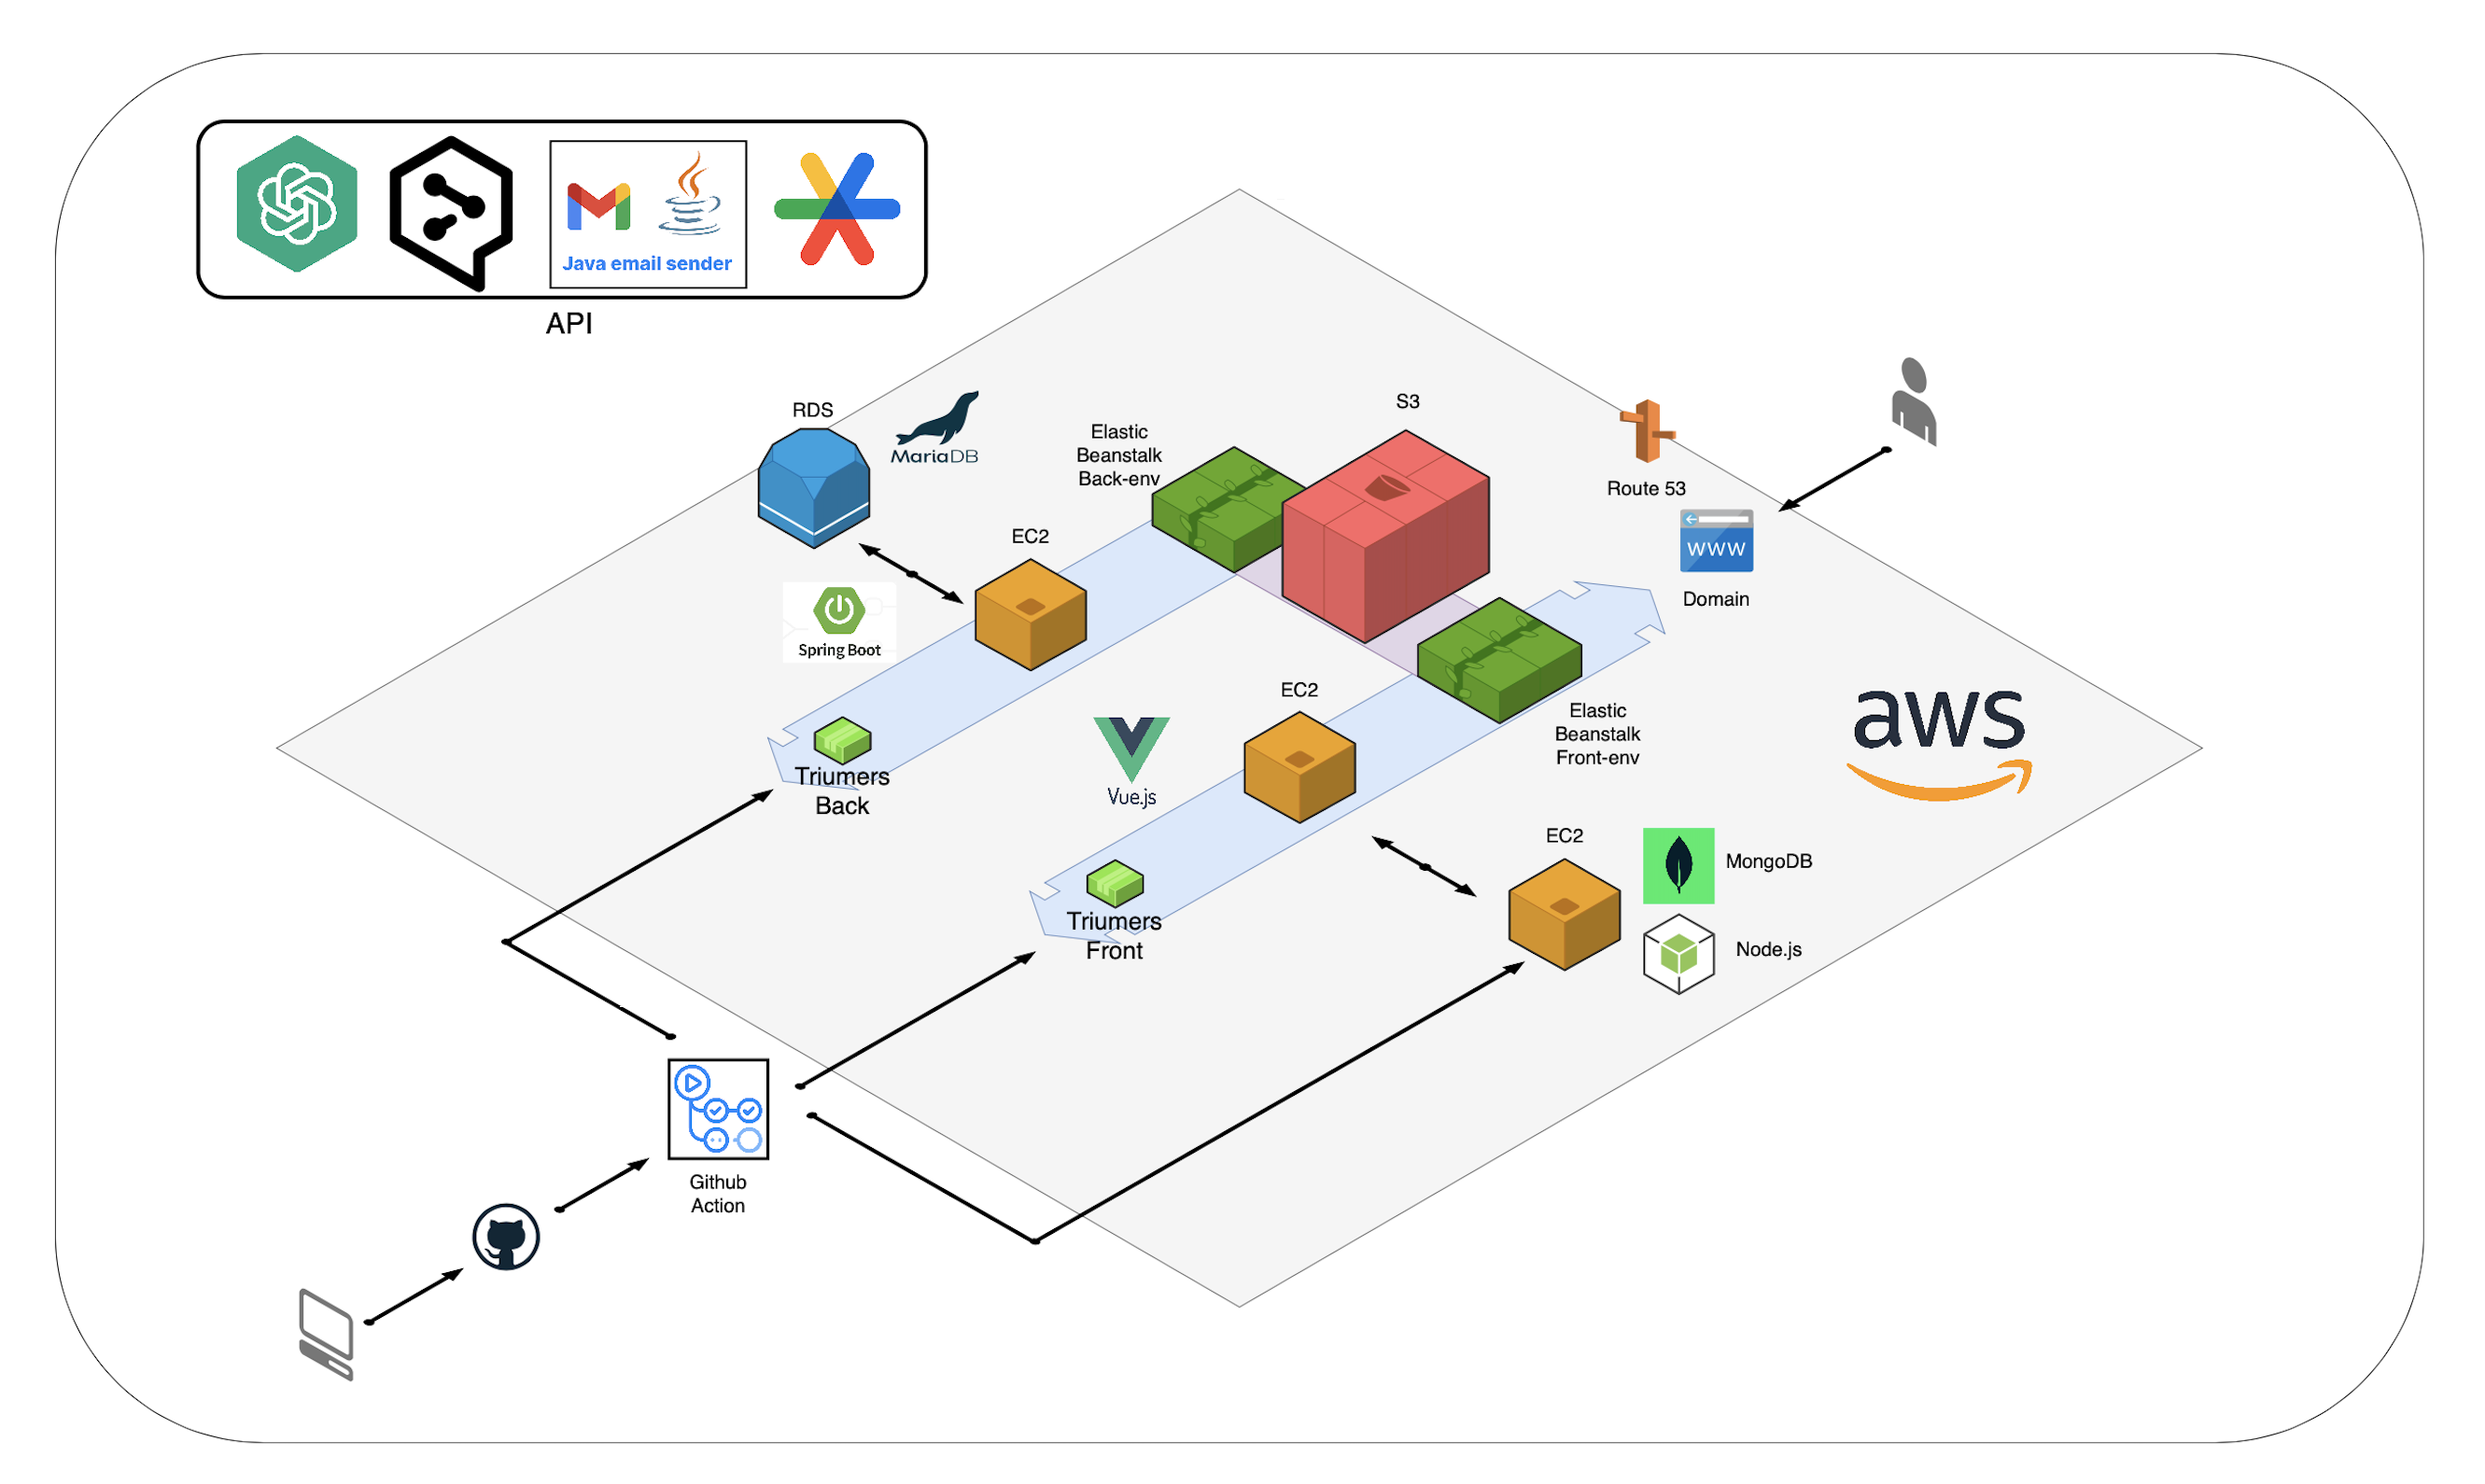 Java email sender
API
RDS
MariaDB
Elastic
Beanstalk
Back-env
S3
Route 53
WWW
Domain
EC2
Spring Boot
EC2
Elastic
Beanstalk
Front-env
aws
Vue.js
Triumers
Back
EC2
MongoDB
Node.js
Triumers
Front
Github
Action